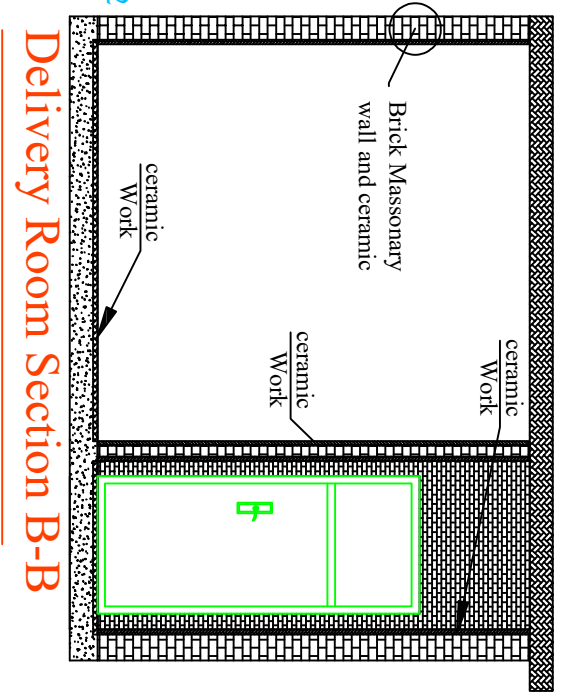 Brick Massonary
wall and ceramic
ceramic
Work
ceramic
Work
ceramic
Work
Delivery Room Section B-B